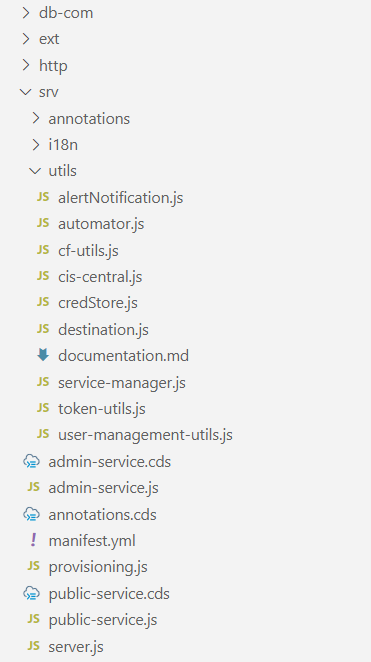 db-com
ext
http
srv
annotations
i18n
utils
JS alertNotification.js
JS automator.js
JS cf-utils.js
JS cis-central.js
JS credStore.js
JS destination.js
documentation.md
JS service-manager.js
JS token-utils.js
JS user-management-utils.js
admin-service.cds
JS admin-service.js
annotations.cds
! manifest.yml
JS provisioning.js
public-service.cds
JS public-service.js
JS server.js